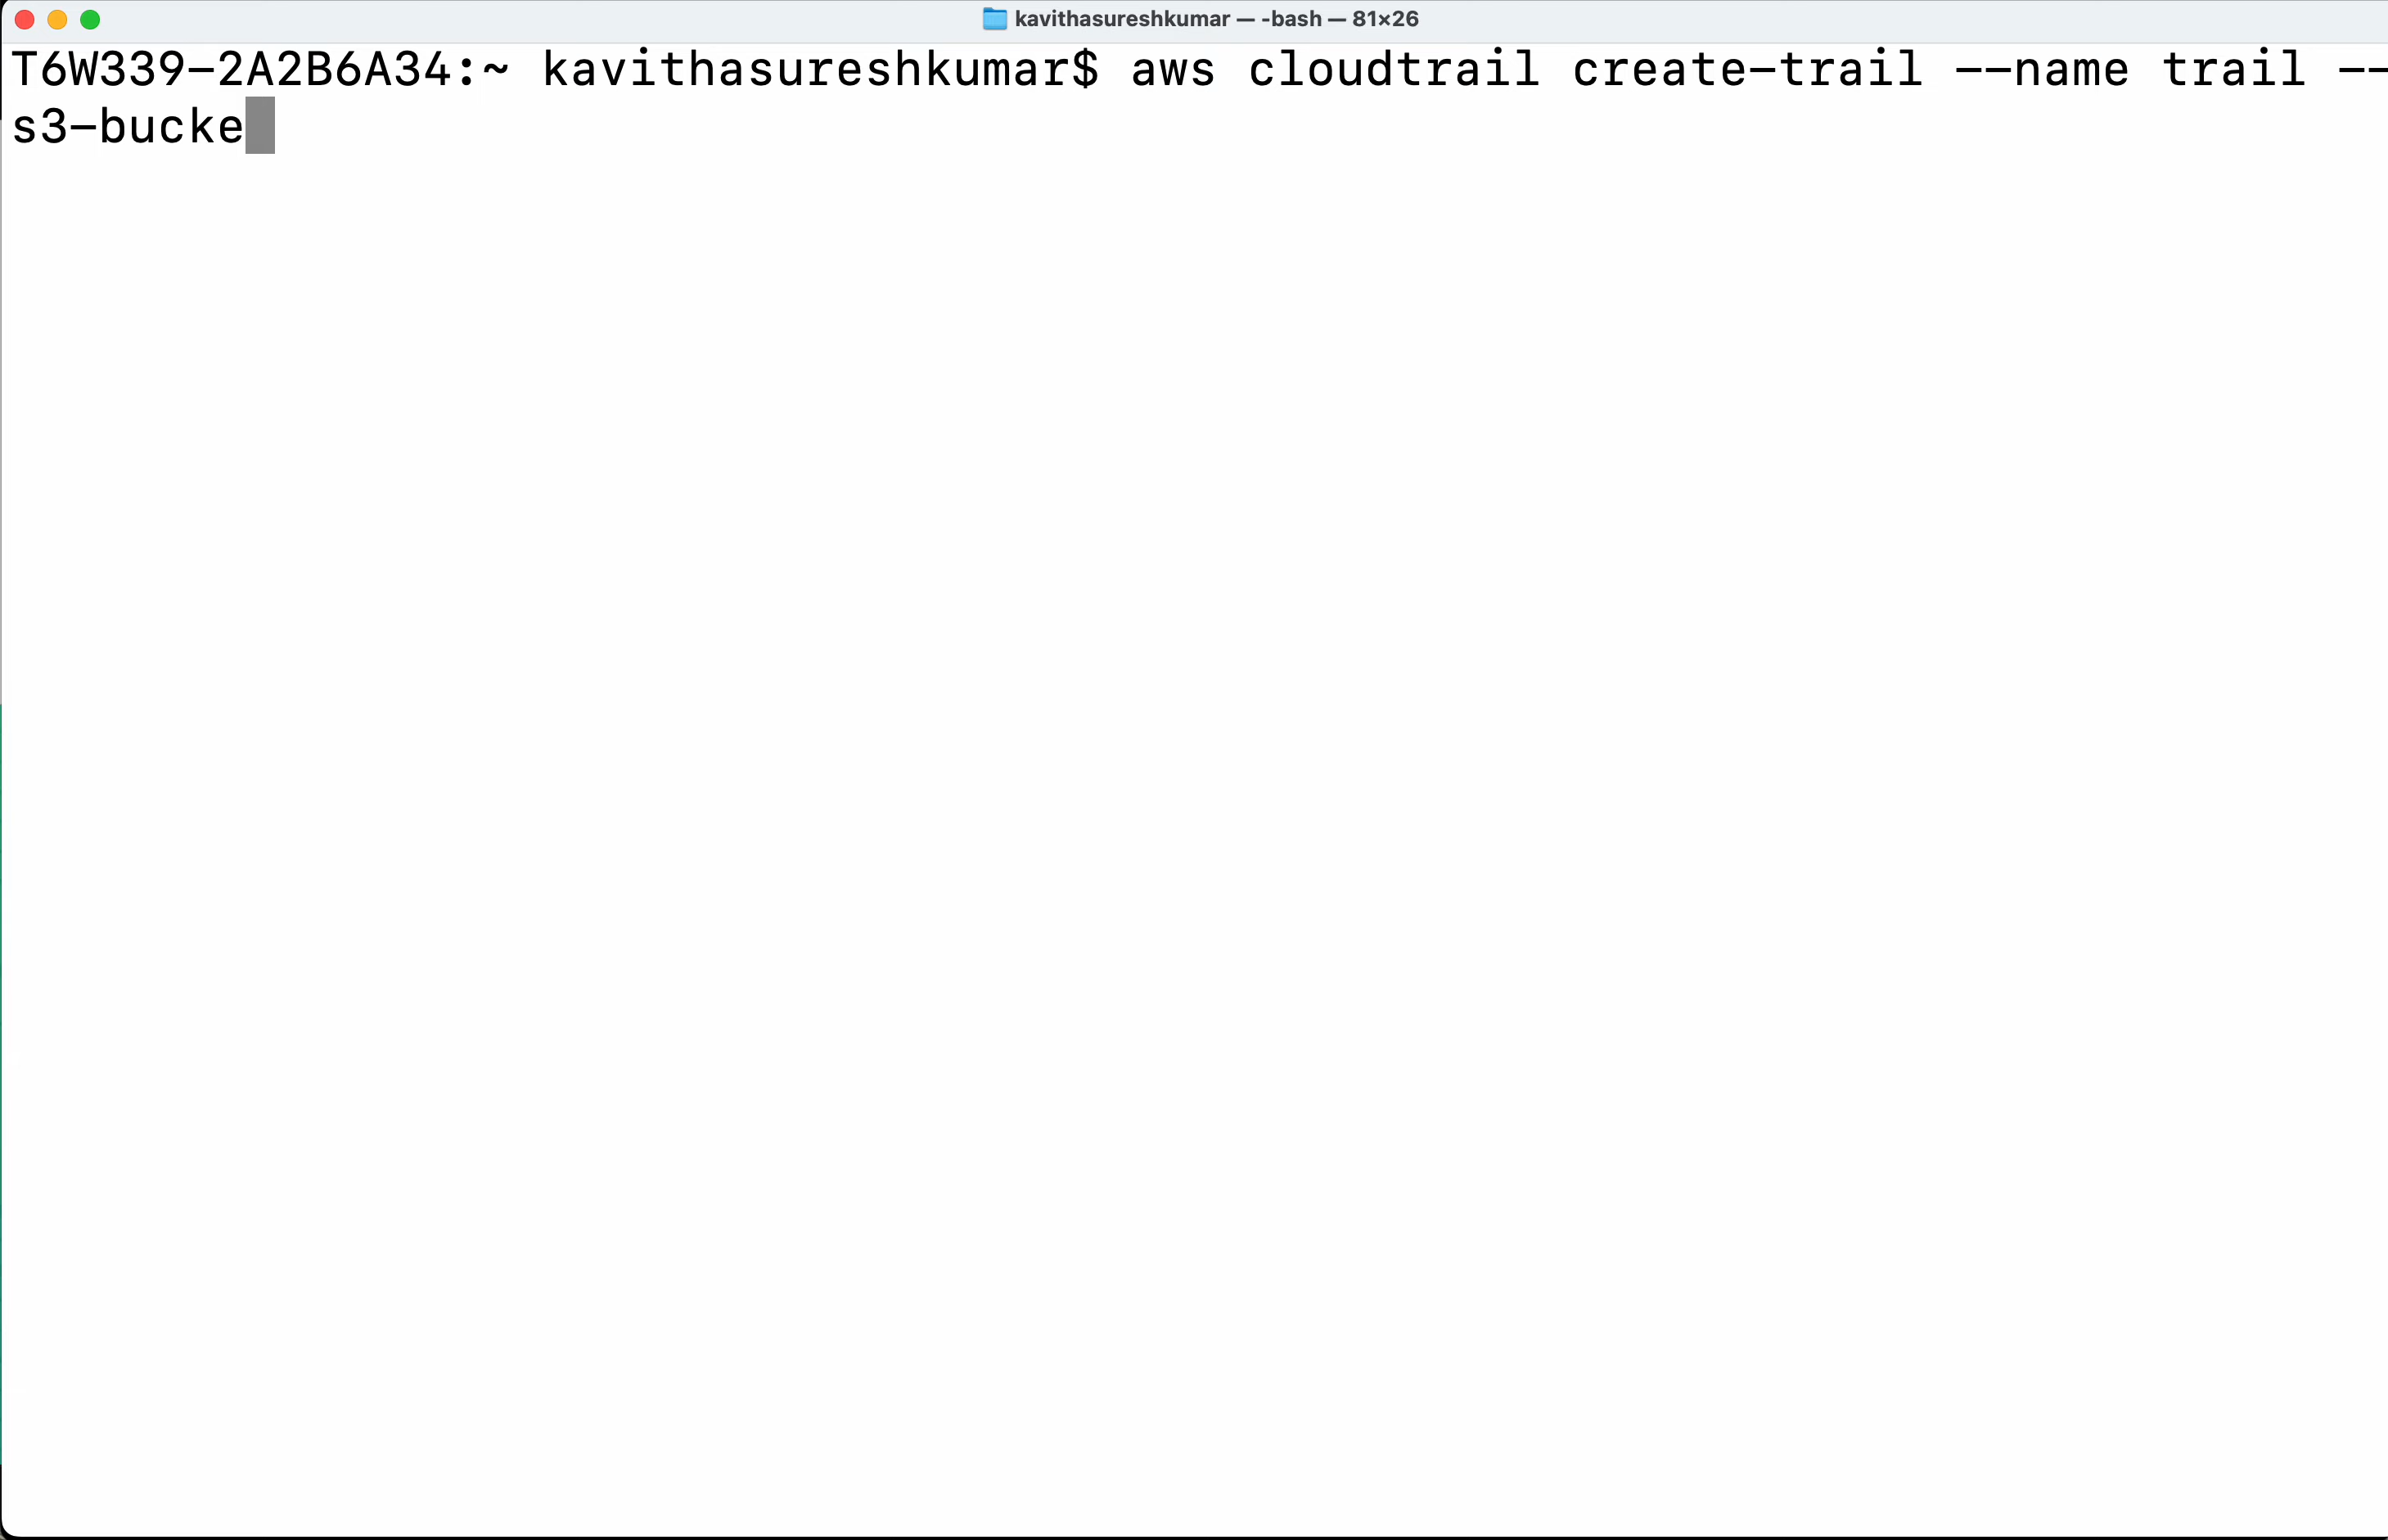 kavithasureshkumar — -bash — 81×26
T6W339-2A2B6A34:~ kavithasureshkumar$ aws cloudtrail create-trail --name trail --
s3-bucke